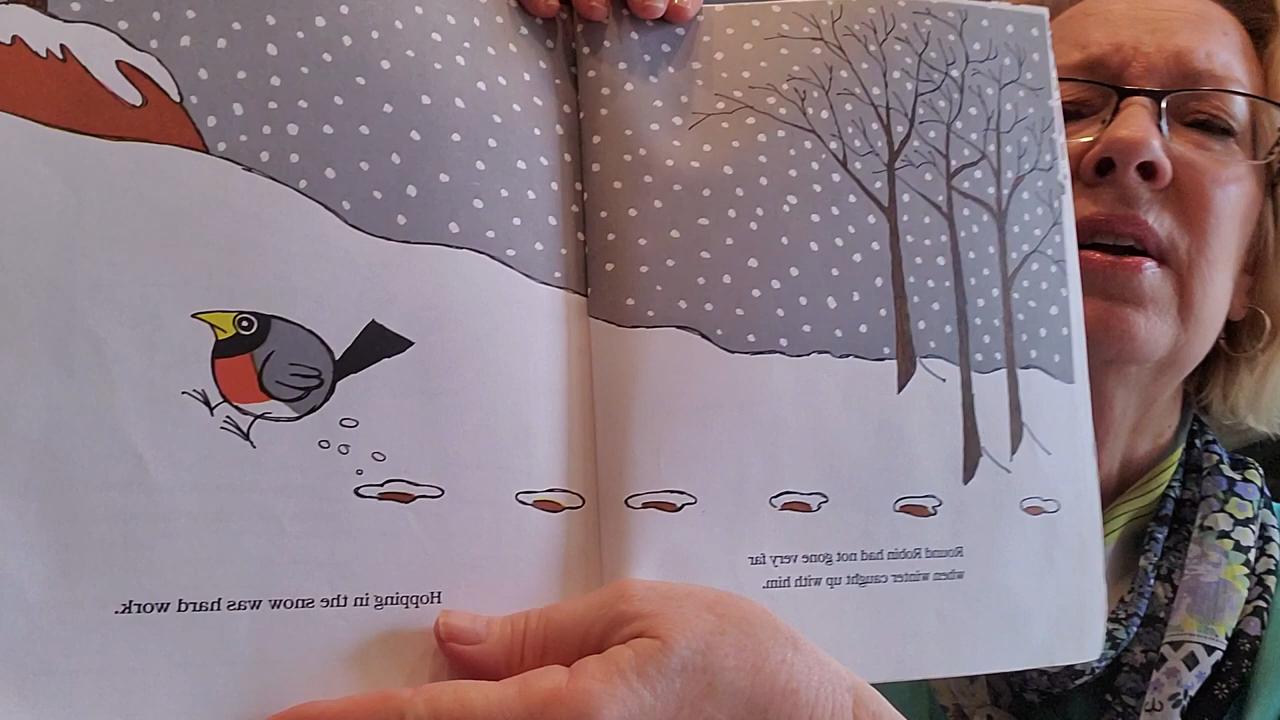 Round Robin had not gone very far
when winter caught up with him.
Hopping in the snow was hard work.